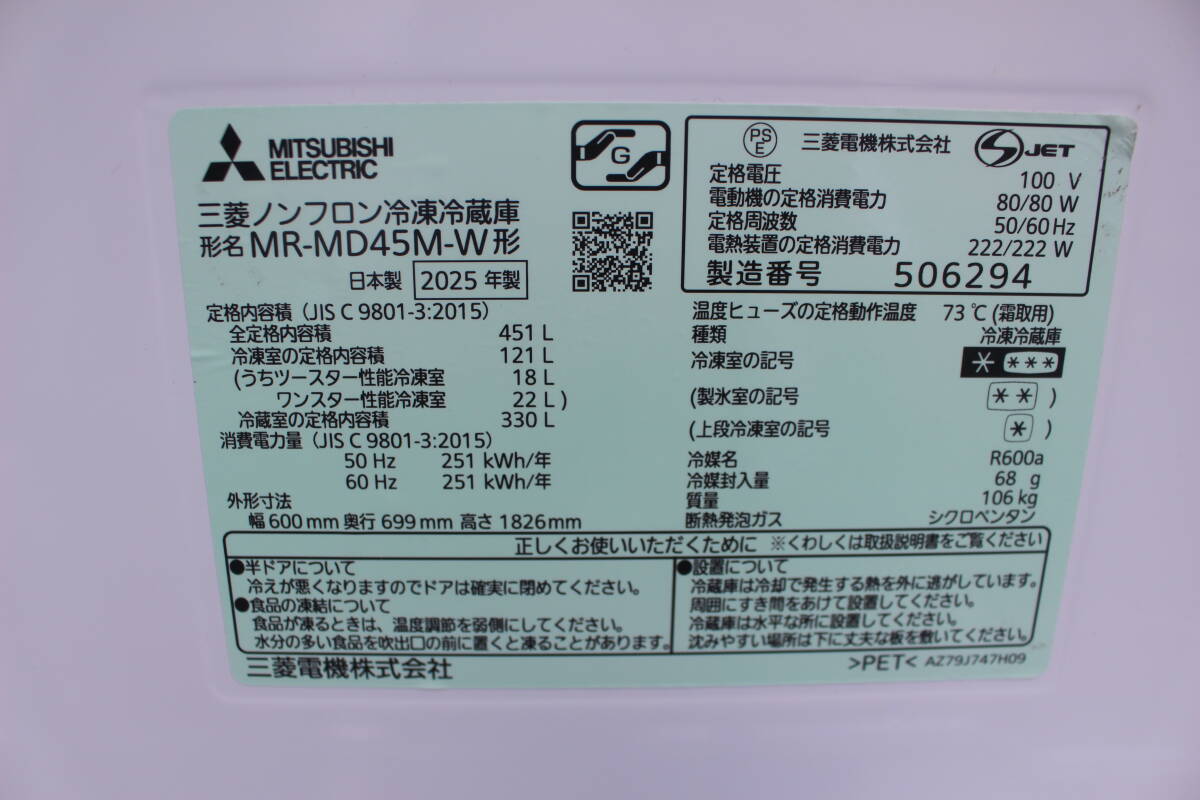 MITSUBISHI
ELECTRIC
三菱ノンフロン冷凍冷蔵庫
形名 MR-MD45M-W形
日本製 2025 年製
G
定格内容積 (JIS C 9801-3:2015)
全定格内容積 451 L
冷凍室の定格内容積 121 L
(うちツースター性能冷凍室 18 L
ワンスター性能冷凍室 22 L)
冷蔵室の定格内容積 330 L
消費電力量 (JIS C 9801-3:2015)
50 Hz 251 kWh/年
60 Hz 251 kWh/年
外形寸法
幅 600 mm 奥行 699 mm 高さ 1826 mm
PS
E
三菱電機株式会社
JET
定格電圧 100 V
電動機の定格消費電力 80/80 W
定格周波数 50/60 Hz
電熱装置の定格消費電力 222/222 W
製造番号 506294
温度ヒューズの定格動作温度 73 ℃ (霜取用)
種類 冷凍冷蔵庫
冷凍室の記号 * ***
(製氷室の記号 ** )
(上段冷凍室の記号 * )
冷媒名 R600a
冷媒封入量 68 g
質量 106 kg
断熱発泡ガス シクロペンタン
正しくお使いいただくために ※くわしくは取扱説明書をご覧ください
●半ドアについて
冷えが悪くなりますのでドアは確実に閉めてください。
●食品の凍結について
食品が凍るときは、温度調節を弱側にしてください。
水分の多い食品を吹出口の前に置くと凍ることがあります。
●設置について
冷蔵庫は冷却で発生する熱を外に逃がしています。
周囲にすき間をあけて設置してください。
冷蔵庫は水平な所に設置してください。
沈みやすい場所は下に丈夫な板を敷いてください。
三菱電機株式会社
>PET< AZ79J747H09